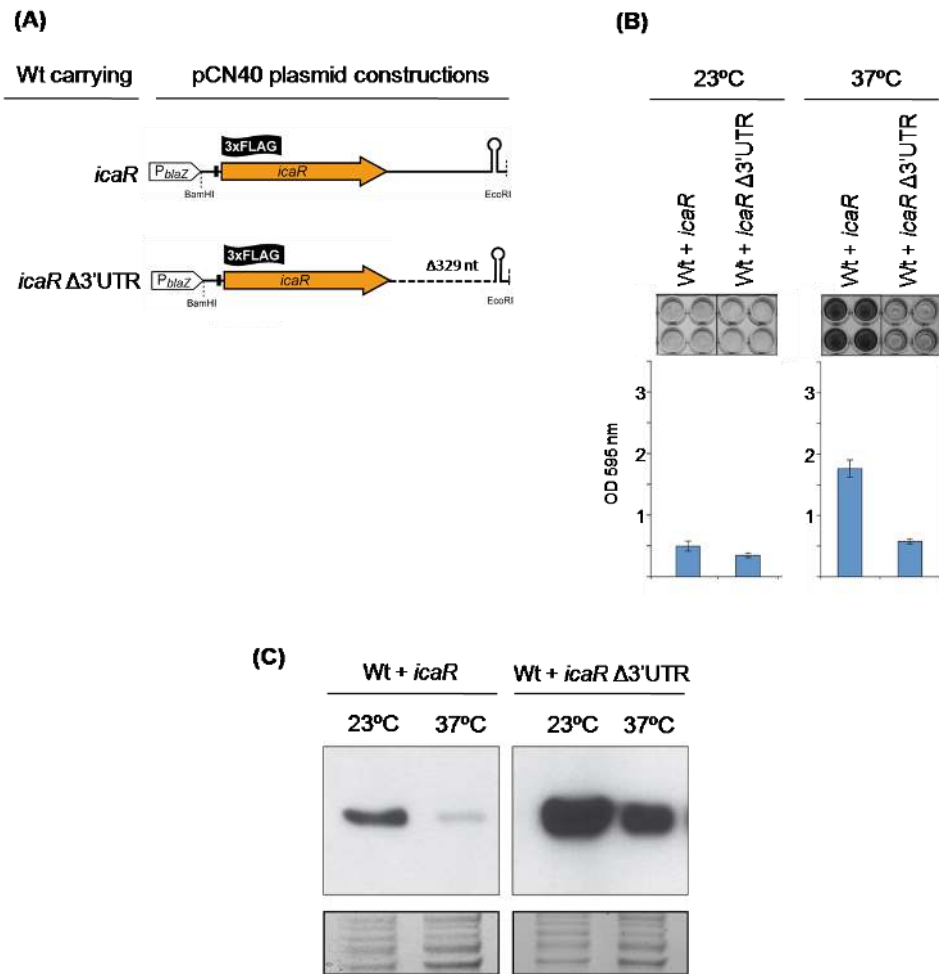 (A)
Wt carrying
pCN40 plasmid constructions
3xFLAG
icaR
PblaZ
icaR
BamHI
EcoRI
3xFLAG
Δ329 nt
icaR Δ3'UTR
PblaZ
icaR
BamHI
EcoRI
(B)
23ºC
37ºC
Wt + icaR
Wt + icaR Δ3'UTR
Wt + icaR
Wt + icaR Δ3'UTR
3
2
1
OD 595 nm
3
2
1
(C)
Wt + icaR
Wt + icaR Δ3'UTR
23ºC
37ºC
23ºC
37ºC